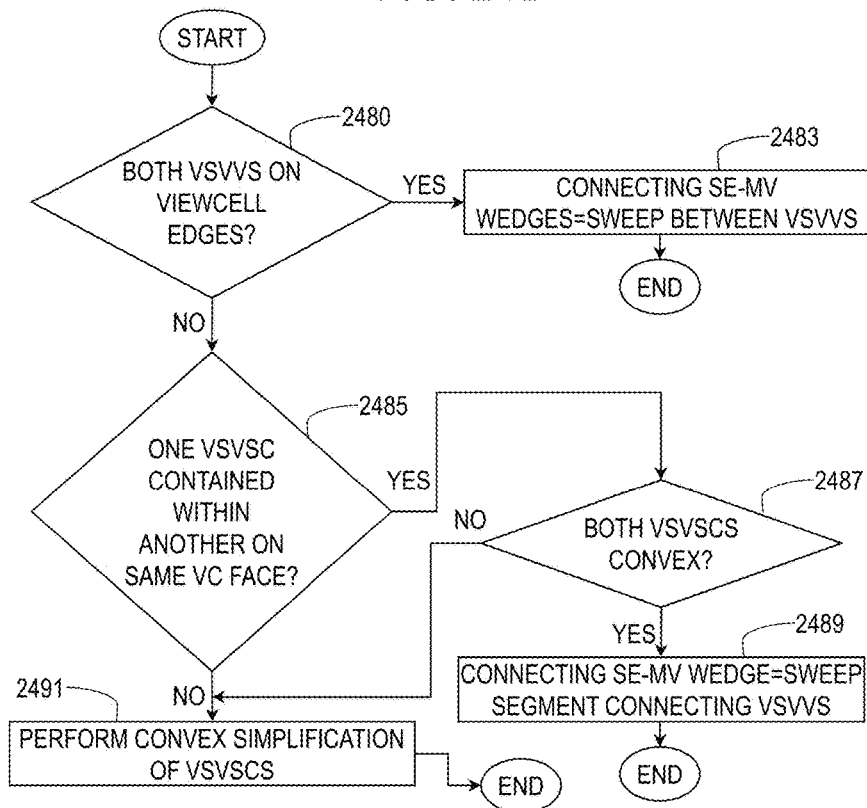 START
2480
BOTH VSVVS ON
VIEWCELL
EDGES?
YES
2483
CONNECTING SE-MV
WEDGES=SWEEP BETWEEN VSVVS
END
NO
2485
ONE VSVSC
CONTAINED
WITHIN
ANOTHER ON
SAME VC FACE?
YES
2487
NO
BOTH VSVSCS
CONVEX?
YES
2489
CONNECTING SE-MV WEDGE=SWEEP
SEGMENT CONNECTING VSVVS
END
2491
NO
PERFORM CONVEX SIMPLIFICATION
OF VSVSCS
END